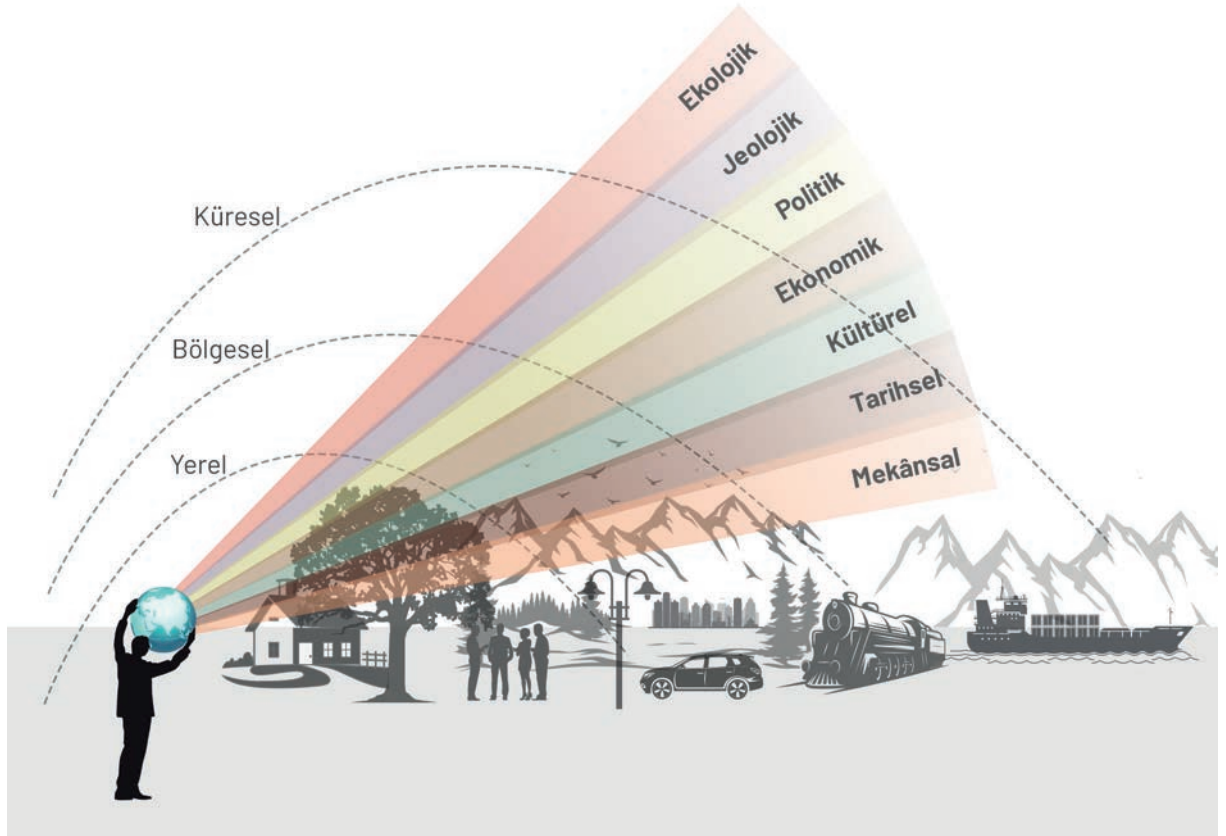 Ekolojik
Jeolojik
Politik
Ekonomik
Kültürel
Tarihsel
Mekânsal
Küresel
Bölgesel
Yerel